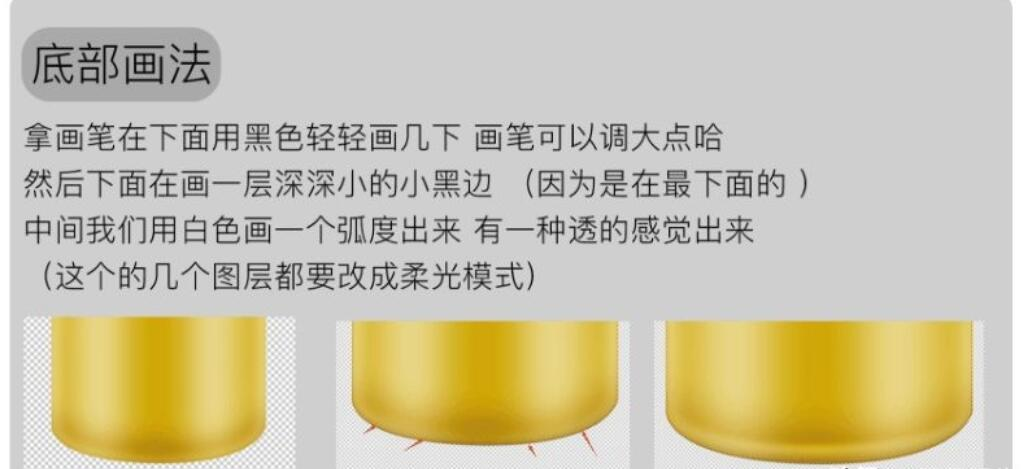 底部画法
拿画笔在下面用黑色轻轻画几下 画笔可以调大点哈
然后下面在画一层深深小的小黑边 （因为是在最下面的 ）
中间我们用白色画一个弧度出来 有一种透的感觉出来
（这个的几个图层都要改成柔光模式）